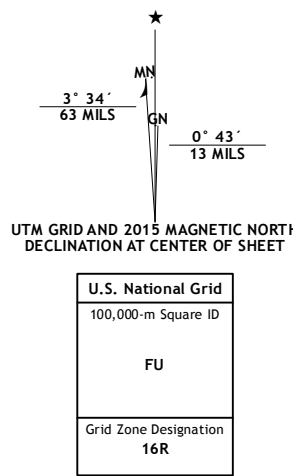 MN
3° 34´
63 MILS
GN
0° 43´
13 MILS
UTM GRID AND 2015 MAGNETIC NORTH
DECLINATION AT CENTER OF SHEET
U.S. National Grid
100,000-m Square ID
FU
Grid Zone Designation
16R